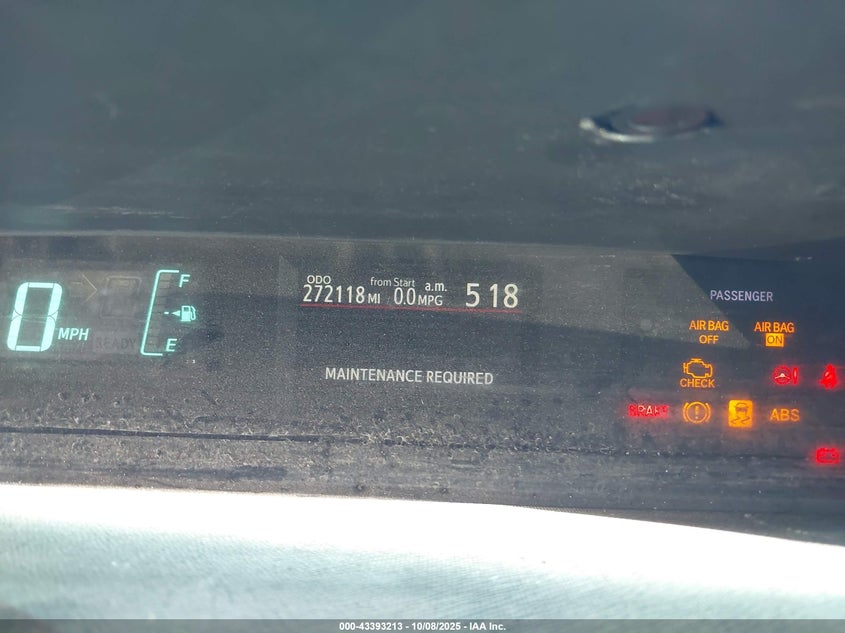 ODO
272118 MI
from Start
0.0 MPG
a.m.
5 18
F
0 MPH
READY
E
MAINTENANCE REQUIRED
PASSENGER
AIR BAG
OFF
AIR BAG
ON
CHECK
BRAKE
ABS
000-43393213 - 10/08/2025 - IAA Inc.